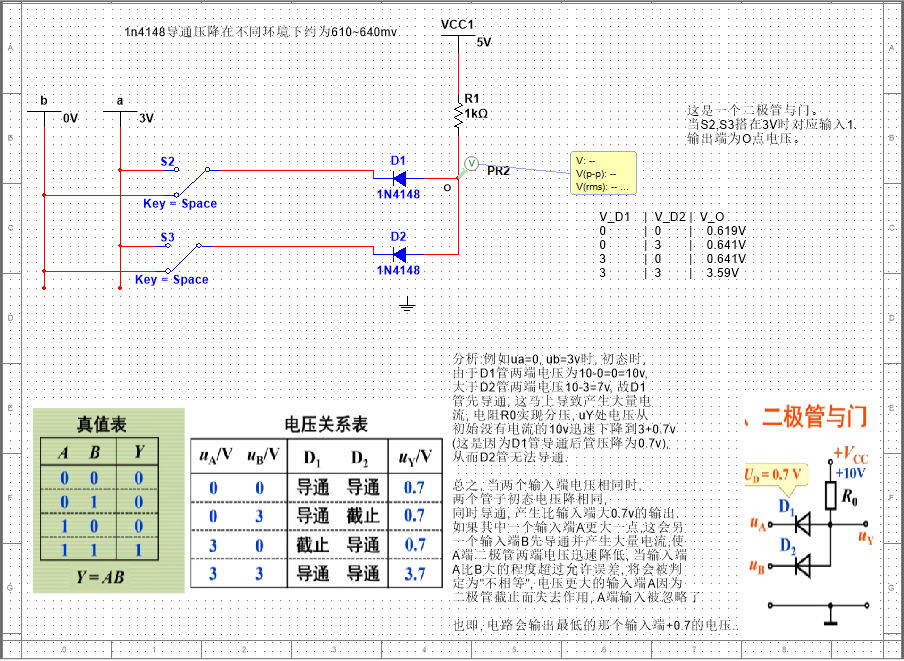 1n4148导通压降在不同环境下约为610~640mv
VCC1
5V
R1
1kΩ
b
0V
a
3V
这是一个二极管与门。
当S2,S3搭在3V时对应输入1.
输出端为O点电压。
S2
Key = Space
D1
1N4148
O
V
PR2
V: --
V(p-p): --
V(rms): -- ...
S3
Key = Space
D2
1N4148
V_D1 | V_D2 | V_O
0 | 0 | 0.619V
0 | 3 | 0.641V
3 | 0 | 0.641V
3 | 3 | 3.59V
分析:例如ua=0, ub=3v时, 初态时,
由于D1管两端电压为10-0=0=10v,
大于D2管两端电压10-3=7v, 故D1
管先导通, 这马上导致产生大量电
流, 电阻R0实现分压, uY处电压从
初始没有电流的10v迅速下降到3+0.7v
(这是因为D1管导通后管压降为0.7v),
从而D2管无法导通.
总之, 当两个输入端电压相同时,
两个管子初态电压降相同,
同时导通, 产生比输入端大0.7v的输出.
如果其中一个输入端A更大一点,这会另
一个输入端B先导通并产生大量电流,使
A端二极管两端电压迅速降低, 当输入端
A比B大的程度超过允许误差, 将会被判
定为"不相等", 电压更大的输入端A因为
二极管截止而失去作用, A端输入被忽略了
也即, 电路会输出最低的那个输入端+0.7的电压..
真值表
A B Y
0 0 0
0 1 0
1 0 0
1 1 1
Y=AB
电压关系表
uA/V uB/V D1 D2 uY/V
0 0 导通 导通 0.7
0 3 导通 截止 0.7
3 0 截止 导通 0.7
3 3 导通 导通 3.7
、二极管与门
+VCC
+10V
UD = 0.7 V
R0
D1
uA
uY
D2
uB
A
B
C
D
E
F
G
A
B
C
D
E
F
G
0
1
2
3
4
5
6
7
8